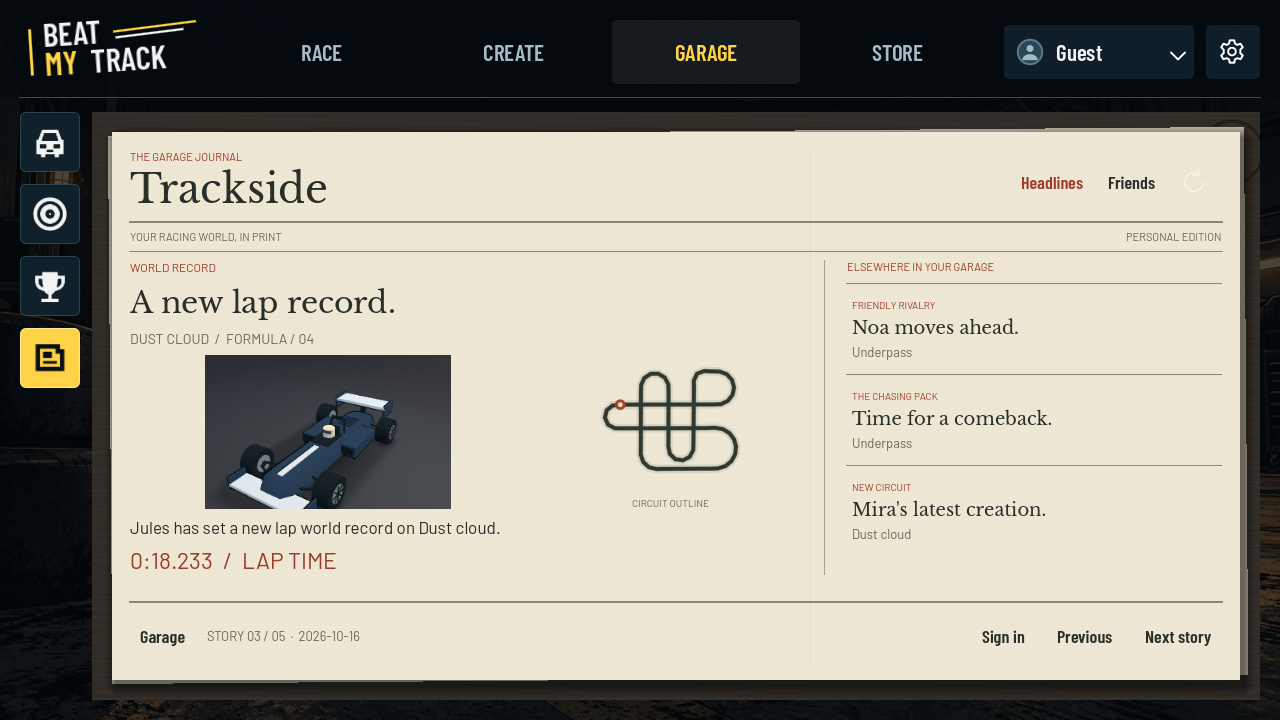 BEAT
MY TRACK
RACE
CREATE
GARAGE
STORE
Guest
THE GARAGE JOURNAL
Trackside
Headlines
Friends
YOUR RACING WORLD, IN PRINT
PERSONAL EDITION
WORLD RECORD
A new lap record.
DUST CLOUD / FORMULA / 04
CIRCUIT OUTLINE
Jules has set a new lap world record on Dust cloud.
0:18.233 / LAP TIME
ELSEWHERE IN YOUR GARAGE
FRIENDLY RIVALRY
Noa moves ahead.
Underpass
THE CHASING PACK
Time for a comeback.
Underpass
NEW CIRCUIT
Mira's latest creation.
Dust cloud
Garage
STORY 03 / 05 · 2026-10-16
Sign in
Previous
Next story